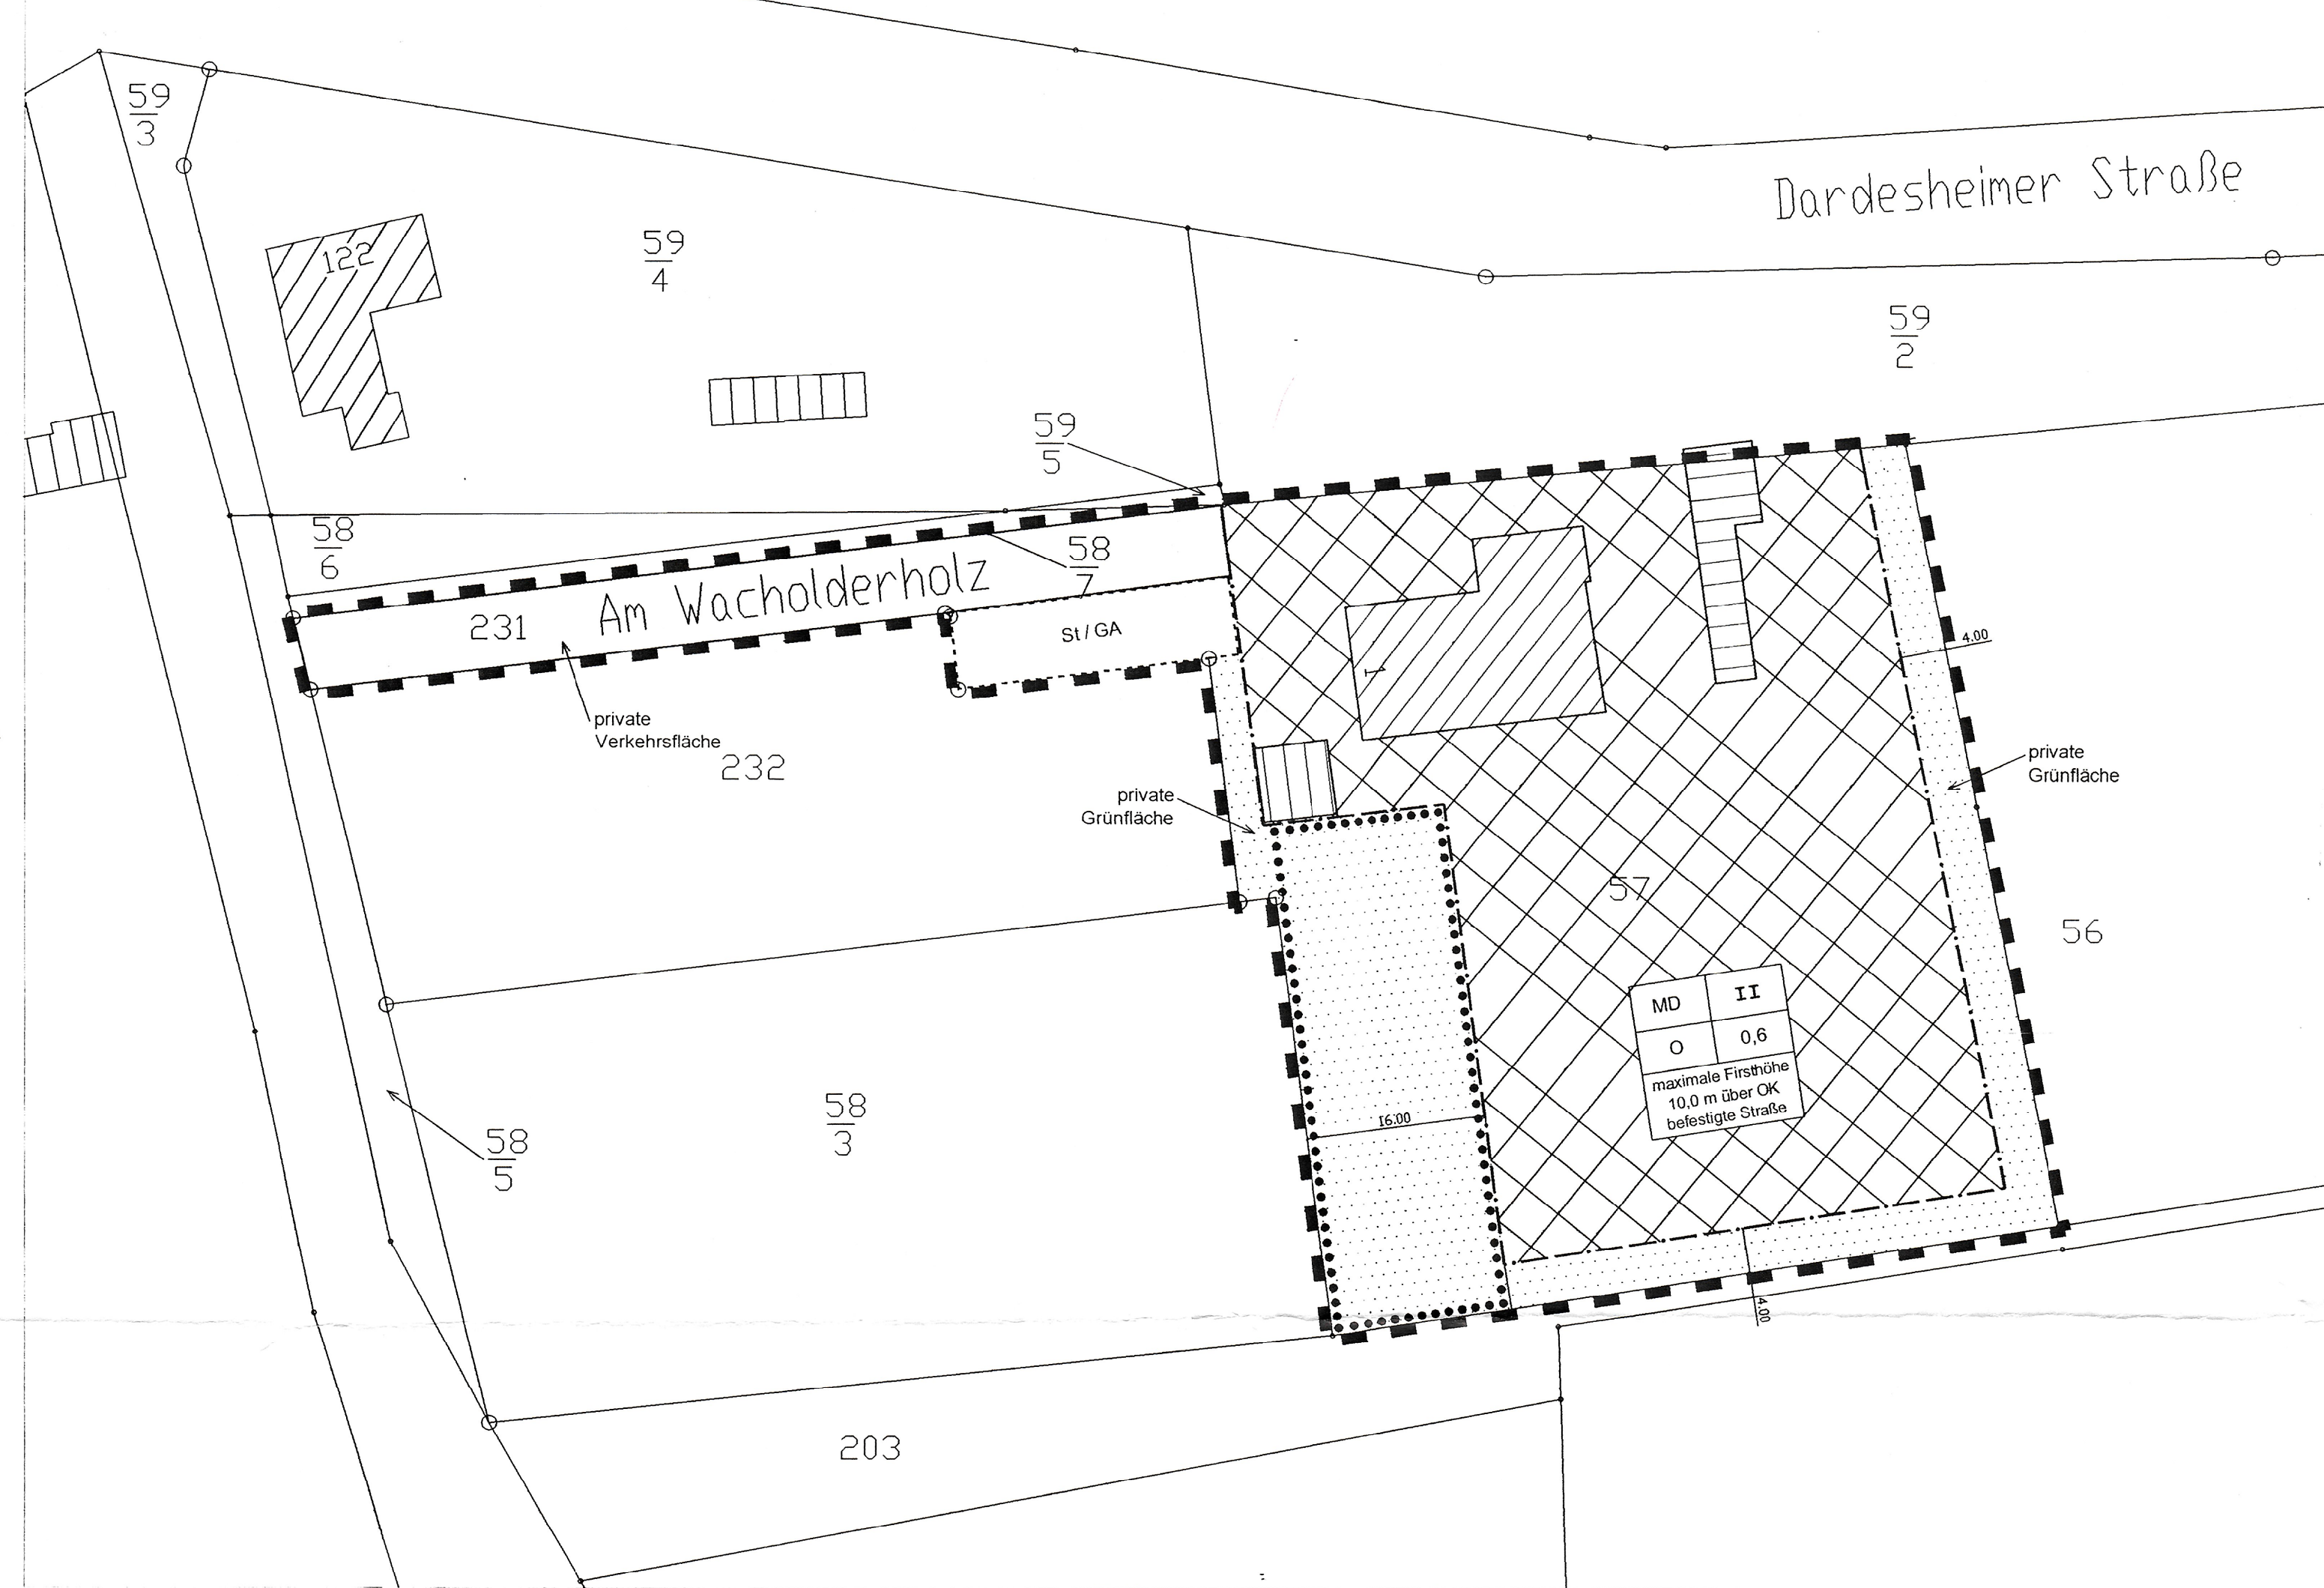 59
3
Dardesheimer Straße
122
59
4
59
2
59
5
58
6
58
7
Am Wacholderholz
231
St / GA
4.00
1
private
Verkehrsfläche
232
private
Grünfläche
private
Grünfläche
57
56
MD
II
O
0,6
maximale Firsthöhe
10,0 m über OK
befestigte Straße
58
3
16.00
58
5
4.00
203